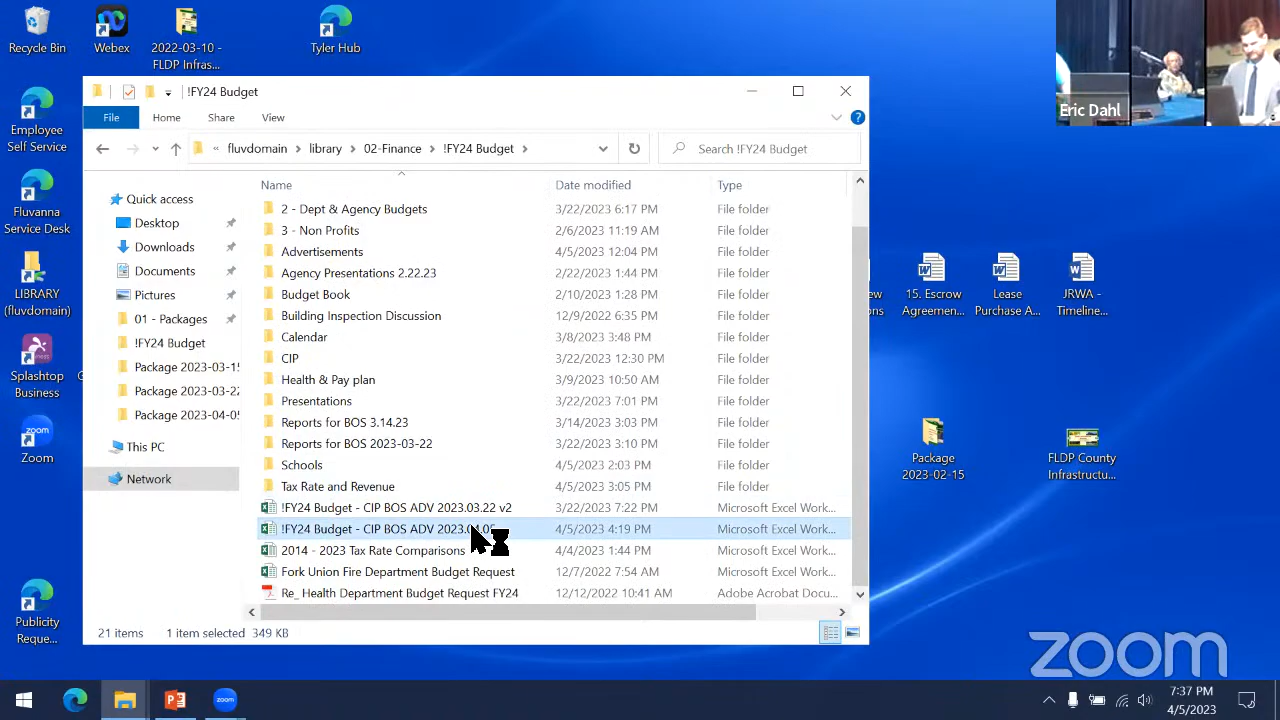 Recycle Bin
Webex
2022-03-10 -
FLDP Infras...
Tyler Hub
Employee
Self Service
Fluvanna
Service Desk
LIBRARY
(fluvdomain)
Splashtop
Business
Zoom
Publicity
Reque...
!FY24 Budget
File
Home
Share
View
« fluvdomain > library > 02-Finance > !FY24 Budget >
Search !FY24 Budget
Quick access
Desktop
Downloads
Documents
Pictures
01 - Packages
!FY24 Budget
Package 2023-03-15
Package 2023-03-22
Package 2023-04-05
This PC
Network
Name Date modified Type
2 - Dept & Agency Budgets 3/22/2023 6:17 PM File folder
3 - Non Profits 2/6/2023 11:19 AM File folder
Advertisements 4/5/2023 12:04 PM File folder
Agency Presentations 2.22.23 2/22/2023 1:44 PM File folder
Budget Book 2/10/2023 1:28 PM File folder
Building Inspection Discussion 12/9/2022 6:35 PM File folder
Calendar 3/8/2023 3:48 PM File folder
CIP 3/22/2023 12:30 PM File folder
Health & Pay plan 3/9/2023 10:50 AM File folder
Presentations 3/22/2023 7:01 PM File folder
Reports for BOS 3.14.23 3/14/2023 3:03 PM File folder
Reports for BOS 2023-03-22 3/22/2023 3:10 PM File folder
Schools 4/5/2023 2:03 PM File folder
Tax Rate and Revenue 4/5/2023 3:05 PM File folder
!FY24 Budget - CIP BOS ADV 2023.03.22 v2 3/22/2023 7:22 PM Microsoft Excel Work...
!FY24 Budget - CIP BOS ADV 4/5/2023 4:19 PM Microsoft Excel Work...
2014 - 2023 Tax Rate Comparisons 4/4/2023 1:44 PM Microsoft Excel Work...
Fork Union Fire Department Budget Request 12/7/2022 7:54 AM Microsoft Excel Work...
Re_ Health Department Budget Request FY24 12/12/2022 10:41 AM Adobe Acrobat Docu...
21 items 1 item selected 349 KB
15. Escrow
Agreemen...
Lease
Purchase A...
JRWA -
Timeline...
Package
2023-02-15
FLDP County
Infrastructu...
Eric Dahl
zoom
zoom
7:37 PM
4/5/2023